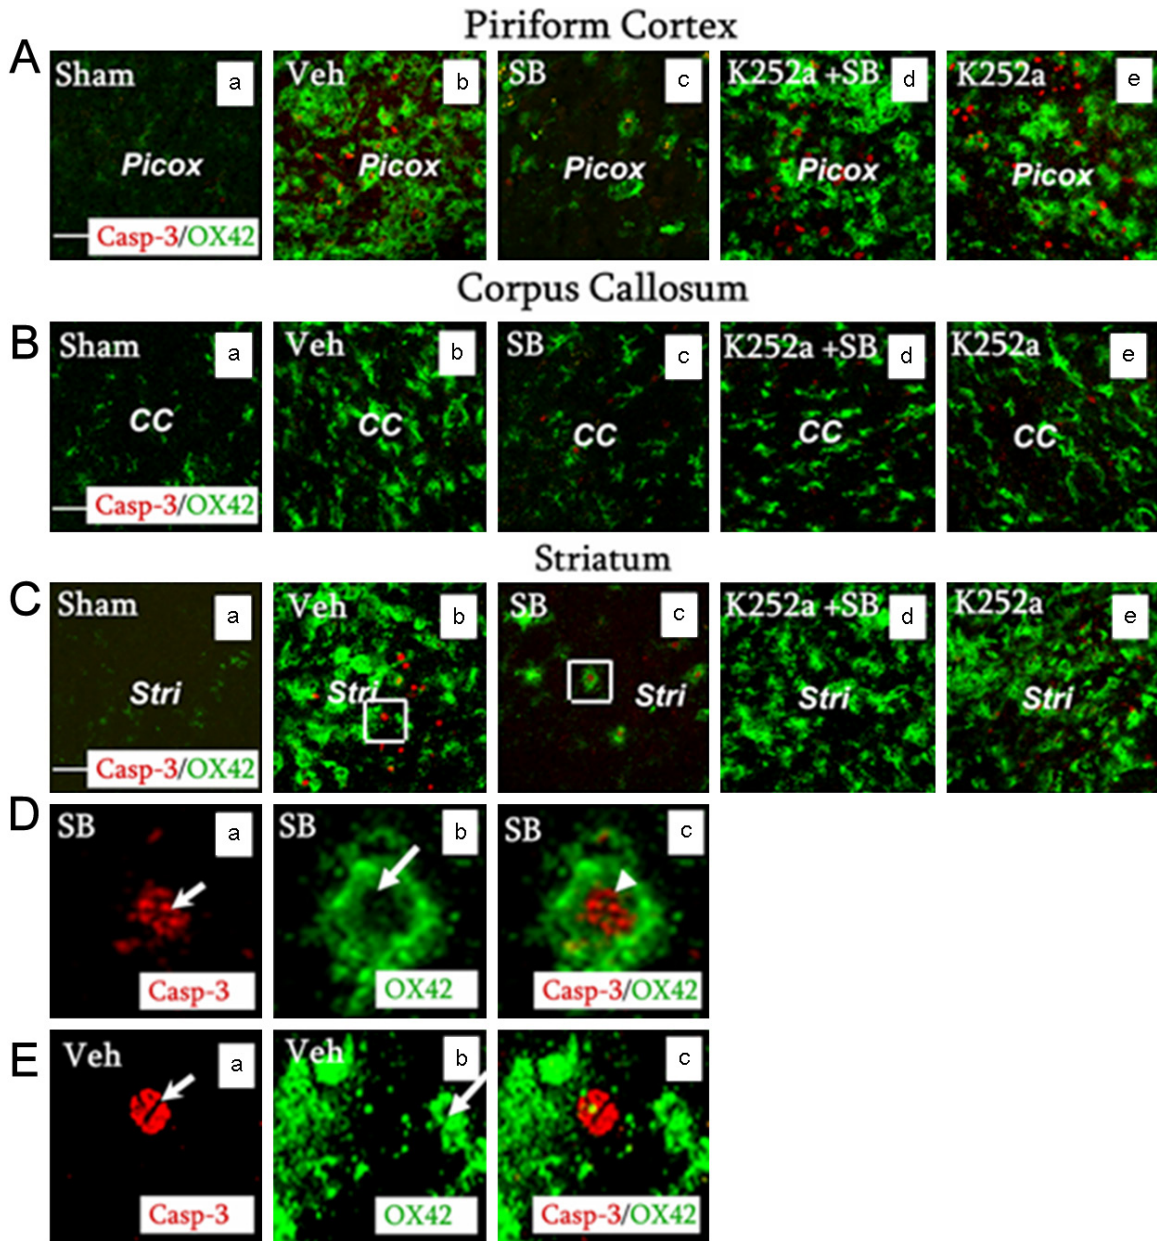 Piriform Cortex
A
Sham a Veh b SB c K252a +SB d K252a e
Picox Picox Picox Picox Picox
Casp-3/OX42
Corpus Callosum
B
Sham a Veh b SB c K252a +SB d K252a e
CC CC CC CC CC
Casp-3/OX42
Striatum
C
Sham a Veh b SB c K252a +SB d K252a e
Stri Stri Stri Stri Stri
Casp-3/OX42
D
SB a SB b SB c
Casp-3 OX42 Casp-3/OX42
E
Veh a Veh b c
Casp-3 OX42 Casp-3/OX42